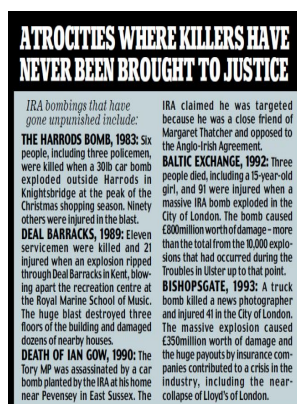 ATROCITIES WHERE KILLERS HAVE
NEVER BEEN BROUGHT TO JUSTICE
IRA bombings that have
gone unpunished include:
THE HARRODS BOMB, 1983: Six
people, including three policemen,
were killed when a 30lb car bomb
exploded outside Harrods in
Knightsbridge at the peak of the
Christmas shopping season. Ninety
others were injured in the blast.
DEAL BARRACKS, 1989: Eleven
servicemen were killed and 21
injured when an explosion ripped
through Deal Barracks in Kent, blow-
ing apart the recreation centre at
the Royal Marine School of Music.
The huge blast destroyed three
floors of the building and damaged
dozens of nearby houses.
DEATH OF IAN GOW, 1990: The
Tory MP was assassinated by a car
bomb planted by the IRA at his home
near Pevensey in East Sussex. The
IRA claimed he was targeted
because he was a close friend of
Margaret Thatcher and opposed to
the Anglo-Irish Agreement.
BALTIC EXCHANGE, 1992: Three
people died, including a 15-year-old
girl, and 91 were injured when a
massive IRA bomb exploded in the
City of London. The bomb caused
£800million worth of damage – more
than the total from the 10,000 explo-
sions that had occurred during the
Troubles in Ulster up to that point.
BISHOPSGATE, 1993: A truck
bomb killed a news photographer
and injured 41 in the City of London.
The massive explosion caused
£350million worth of damage and
the huge payouts by insurance com-
panies contributed to a crisis in the
industry, including the near-
collapse of Lloyd's of London.